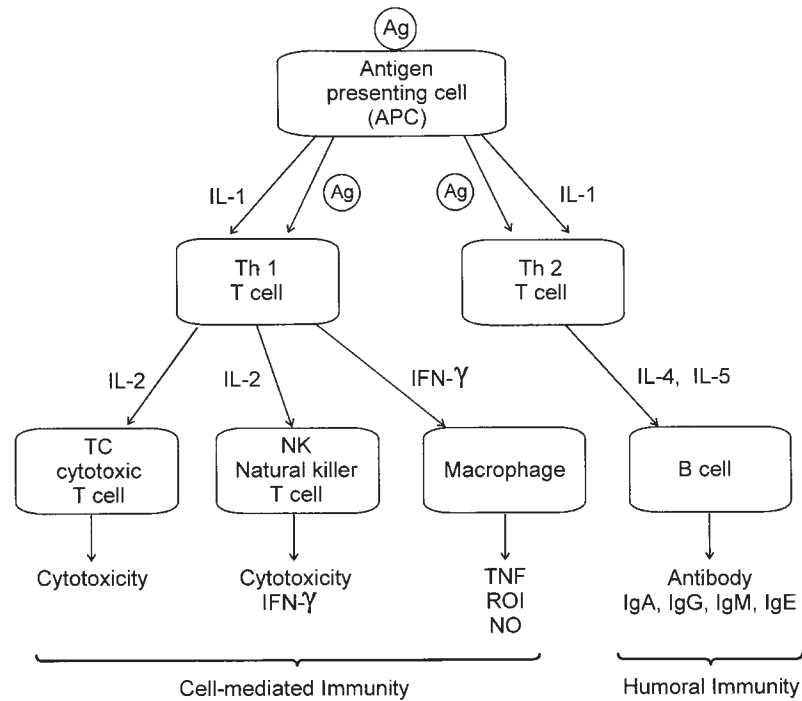 Ag
Antigen
presenting cell
(APC)
IL-1
Ag
Ag
IL-1
Th 1
T cell
Th 2
T cell
IL-2
IL-2
IFN-γ
IL-4, IL-5
TC
cytotoxic
T cell
NK
Natural killer
T cell
Macrophage
B cell
Cytotoxicity
Cytotoxicity
IFN-γ
TNF
ROI
NO
Antibody
IgA, IgG, IgM, IgE
Cell-mediated Immunity
Humoral Immunity